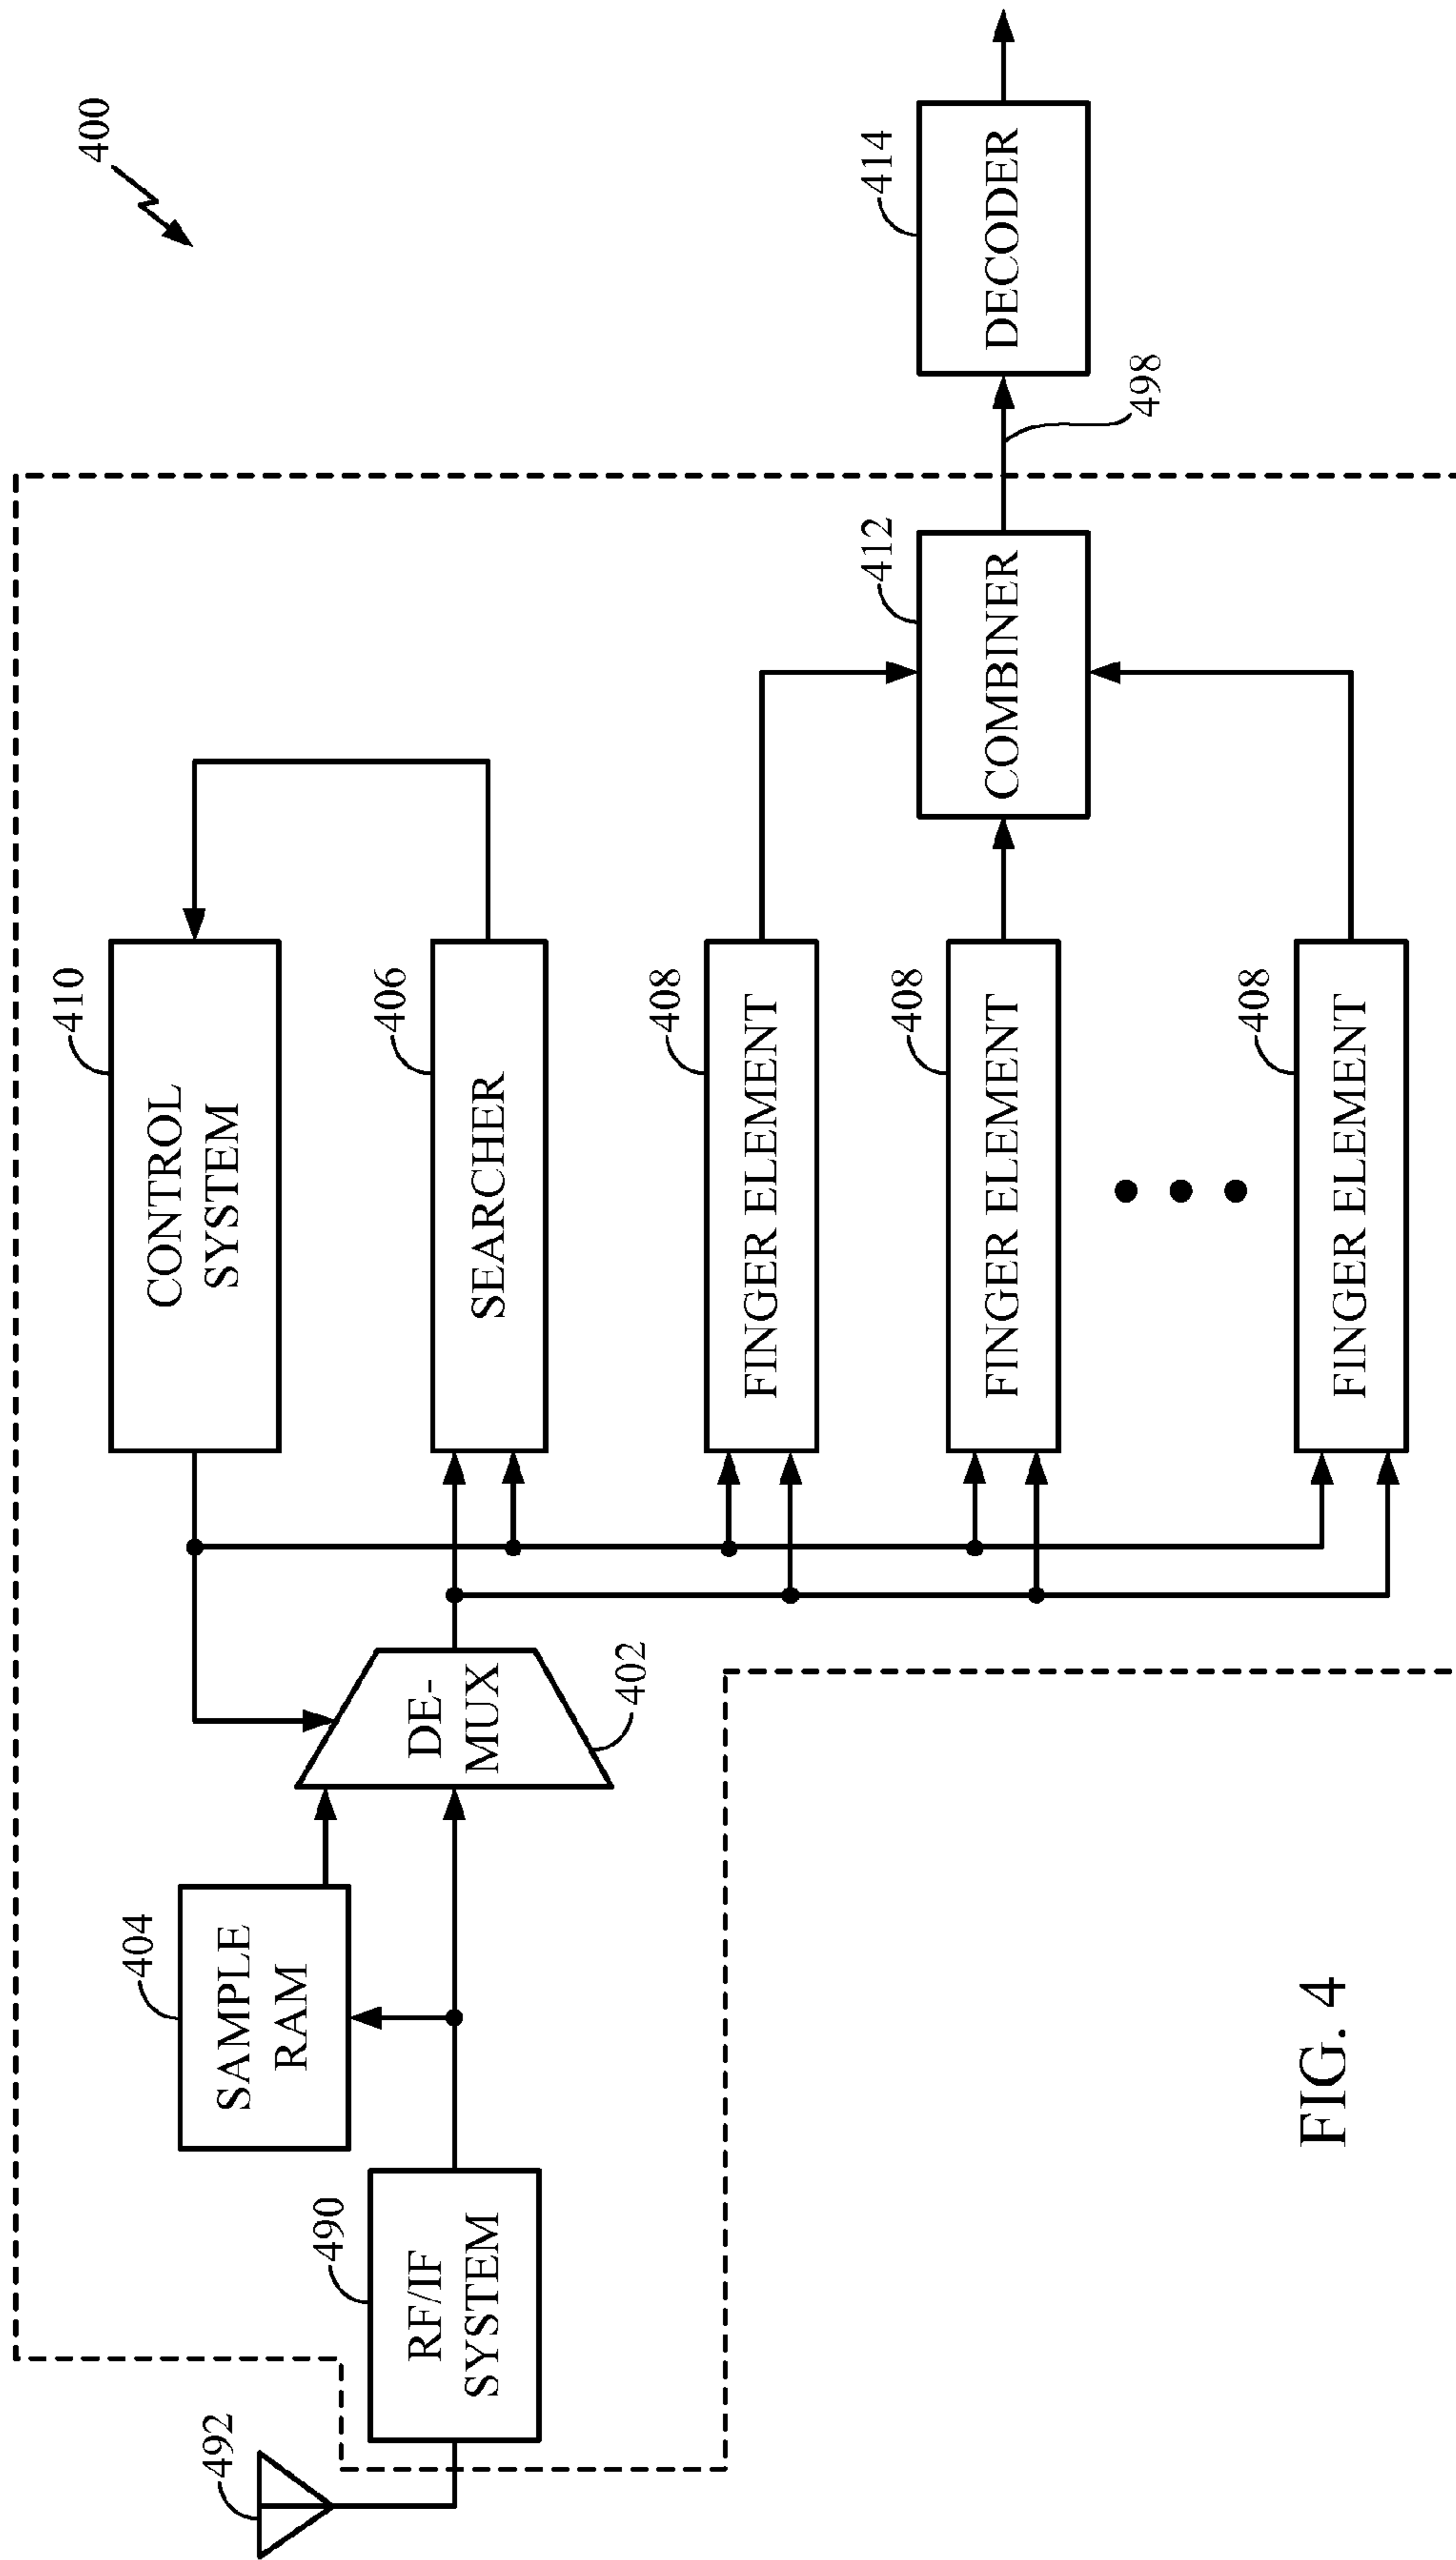 400
492
490
RF/IF
SYSTEM
404
SAMPLE
RAM
DE-
MUX
402
410
CONTROL
SYSTEM
406
SEARCHER
408
FINGER ELEMENT
408
FINGER ELEMENT
408
FINGER ELEMENT
412
COMBINER
498
414
DECODER
FIG. 4